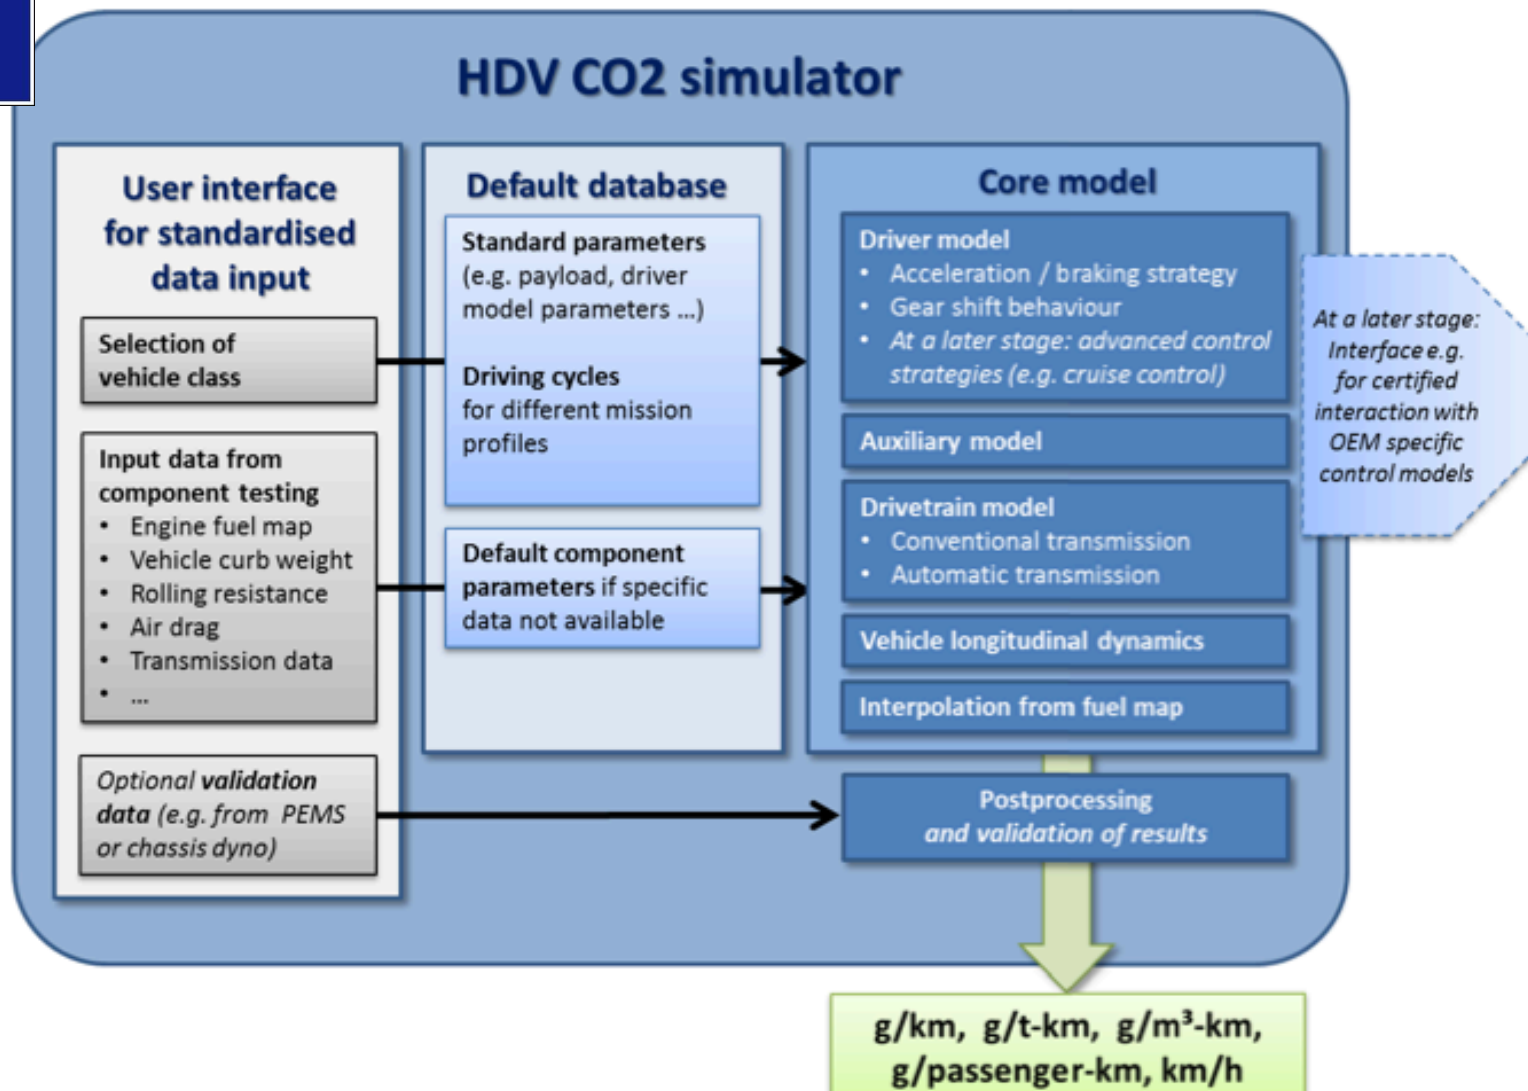 HDV CO2 simulator
User interface
for standardised
data input
Selection of
vehicle class
Input data from
component testing
• Engine fuel map
• Vehicle curb weight
• Rolling resistance
• Air drag
• Transmission data
• ...
Optional validation
data (e.g. from PEMS
or chassis dyno)
Default database
Standard parameters
(e.g. payload, driver
model parameters ...)
Driving cycles
for different mission
profiles
Default component
parameters if specific
data not available
Core model
Driver model
• Acceleration / braking strategy
• Gear shift behaviour
• At a later stage: advanced control
strategies (e.g. cruise control)
Auxiliary model
Drivetrain model
• Conventional transmission
• Automatic transmission
Vehicle longitudinal dynamics
Interpolation from fuel map
Postprocessing
and validation of results
At a later stage:
Interface e.g.
for certified
interaction with
OEM specific
control models
g/km, g/t-km, g/m³-km,
g/passenger-km, km/h